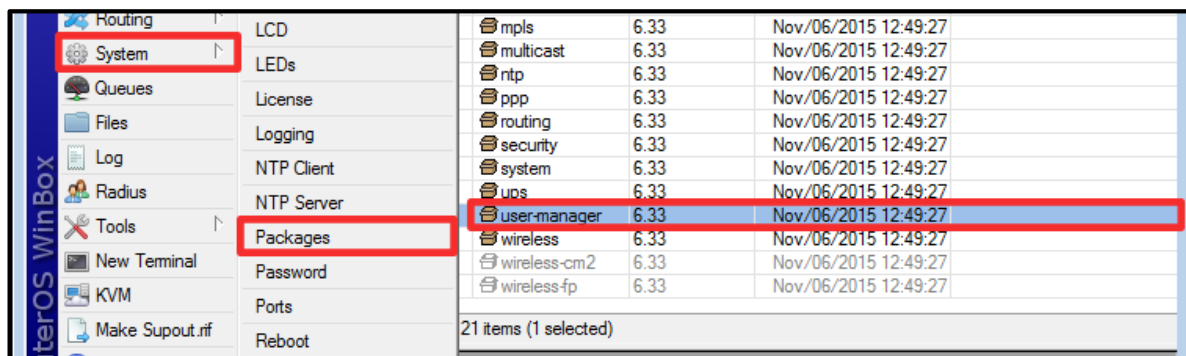 Routing
System
Queues
Files
Log
Radius
Tools
New Terminal
KVM
Make Supout.rif
LCD
LEDs
License
Logging
NTP Client
NTP Server
Packages
Password
Ports
Reboot
mpls 6.33 Nov/06/2015 12:49:27
multicast 6.33 Nov/06/2015 12:49:27
ntp 6.33 Nov/06/2015 12:49:27
ppp 6.33 Nov/06/2015 12:49:27
routing 6.33 Nov/06/2015 12:49:27
security 6.33 Nov/06/2015 12:49:27
system 6.33 Nov/06/2015 12:49:27
ups 6.33 Nov/06/2015 12:49:27
user-manager 6.33 Nov/06/2015 12:49:27
wireless 6.33 Nov/06/2015 12:49:27
wireless-cm2 6.33 Nov/06/2015 12:49:27
wireless-fp 6.33 Nov/06/2015 12:49:27
21 items (1 selected)
uterOS WinBox